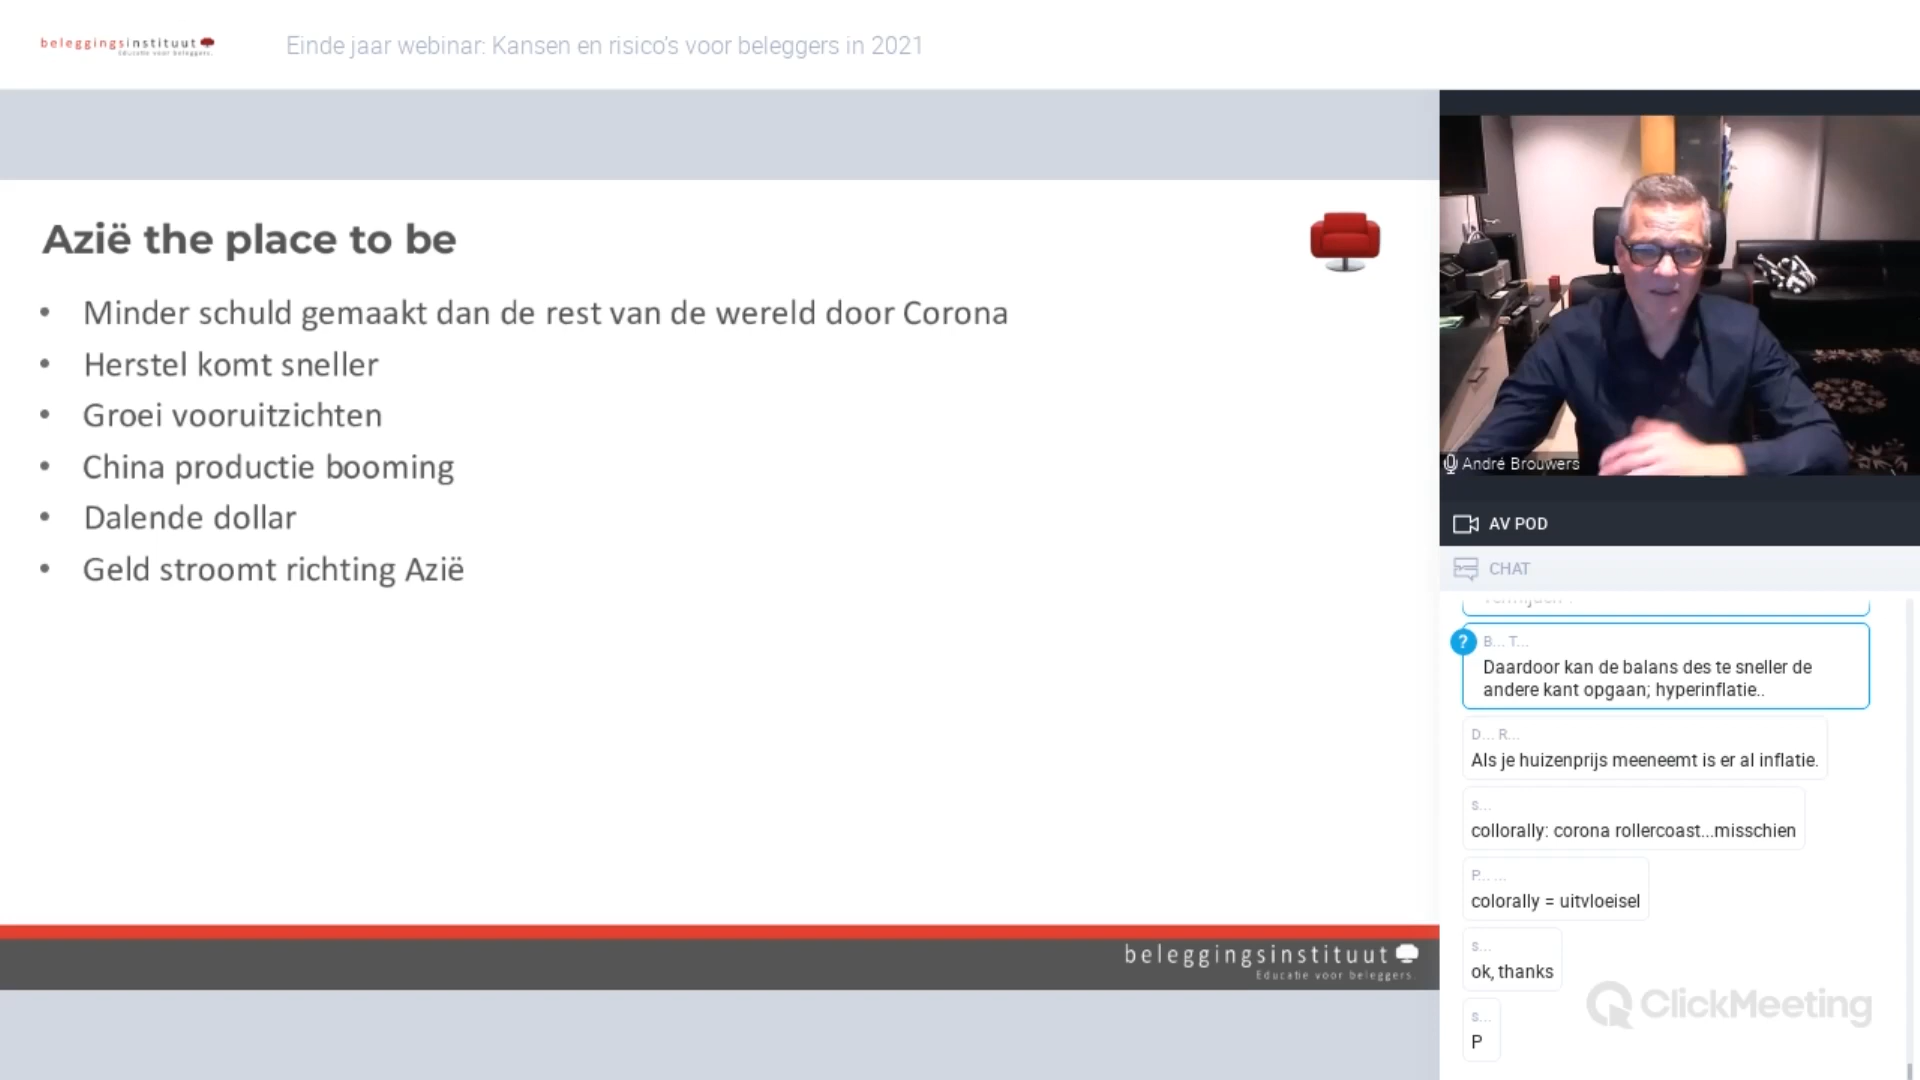 beleggingsinstituut
Educatie voor beleggers.
Einde jaar webinar: Kansen en risico's voor beleggers in 2021
Azië the place to be
• Minder schuld gemaakt dan de rest van de wereld door Corona
• Herstel komt sneller
• Groei vooruitzichten
• China productie booming
• Dalende dollar
• Geld stroomt richting Azië
beleggingsinstituut
Educatie voor beleggers.
André Brouwers
AV POD
CHAT
?
B... T...
Daardoor kan de balans des te sneller de
andere kant opgaan; hyperinflatie..
D... R...
Als je huizenprijs meeneemt is er al inflatie.
s...
collorally: corona rollercoast...misschien
P... ...
colorally = uitvloeisel
s...
ok, thanks
s...
P
ClickMeeting